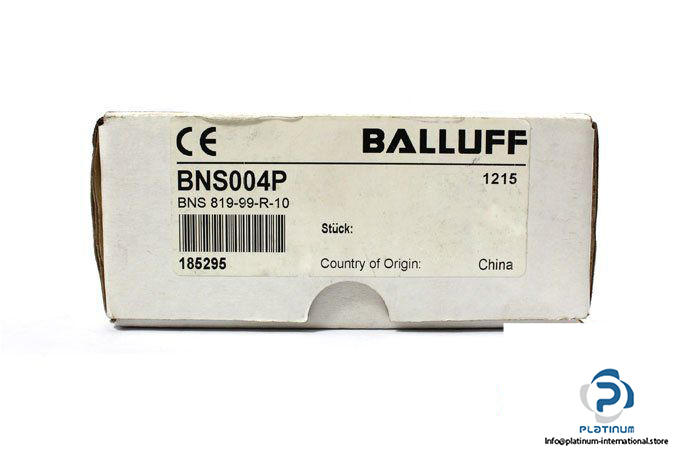 CE BALLUFF
BNS004P 1215
BNS 819-99-R-10
Stück:
185295 Country of Origin: China
PLATINUM
Info@platinum-international.store